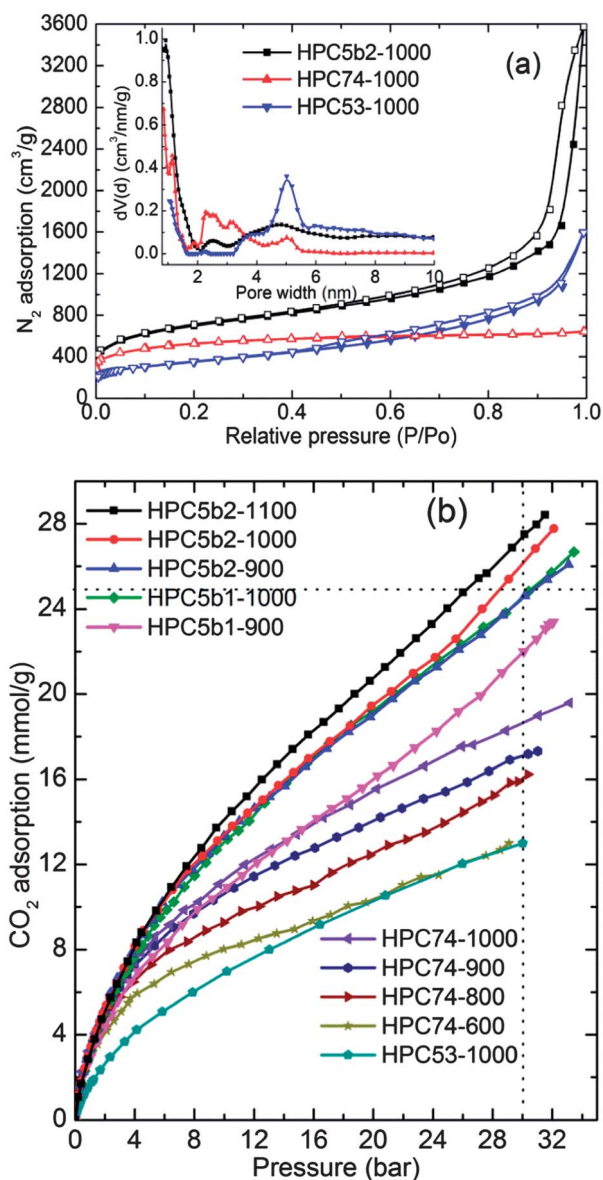 (a)
HPC5b2-1000
HPC74-1000
HPC53-1000
dV(d) (cm³/nm/g)
1.0
0.8
0.6
0.4
0.2
0.0
2 4 6 8 10
Pore width (nm)
N₂ adsorption (cm³/g)
3600
3200
2800
2400
2000
1600
1200
800
400
0
0.0 0.2 0.4 0.6 0.8 1.0
Relative pressure (P/Po)
(b)
HPC5b2-1100
HPC5b2-1000
HPC5b2-900
HPC5b1-1000
HPC5b1-900
HPC74-1000
HPC74-900
HPC74-800
HPC74-600
HPC53-1000
CO₂ adsorption (mmol/g)
28
24
20
16
12
8
4
0
0 4 8 12 16 20 24 28 32
Pressure (bar)